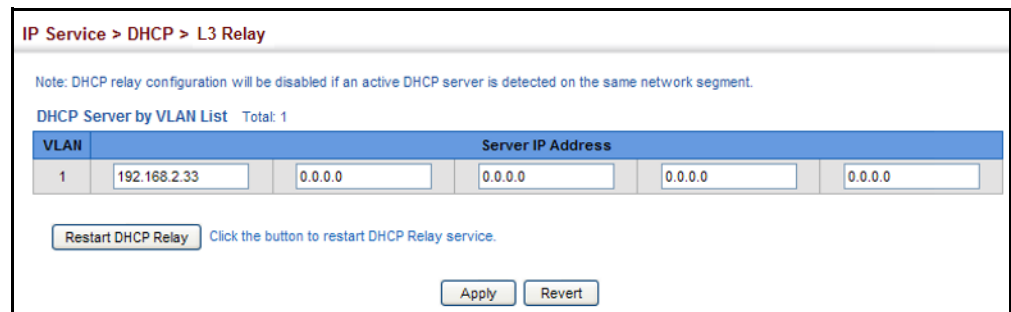 IP Service > DHCP > L3 Relay
Note: DHCP relay configuration will be disabled if an active DHCP server is detected on the same network segment.
DHCP Server by VLAN List Total: 1
VLAN Server IP Address
1 192.168.2.33 0.0.0.0 0.0.0.0 0.0.0.0 0.0.0.0
Restart DHCP Relay Click the button to restart DHCP Relay service.
Apply Revert